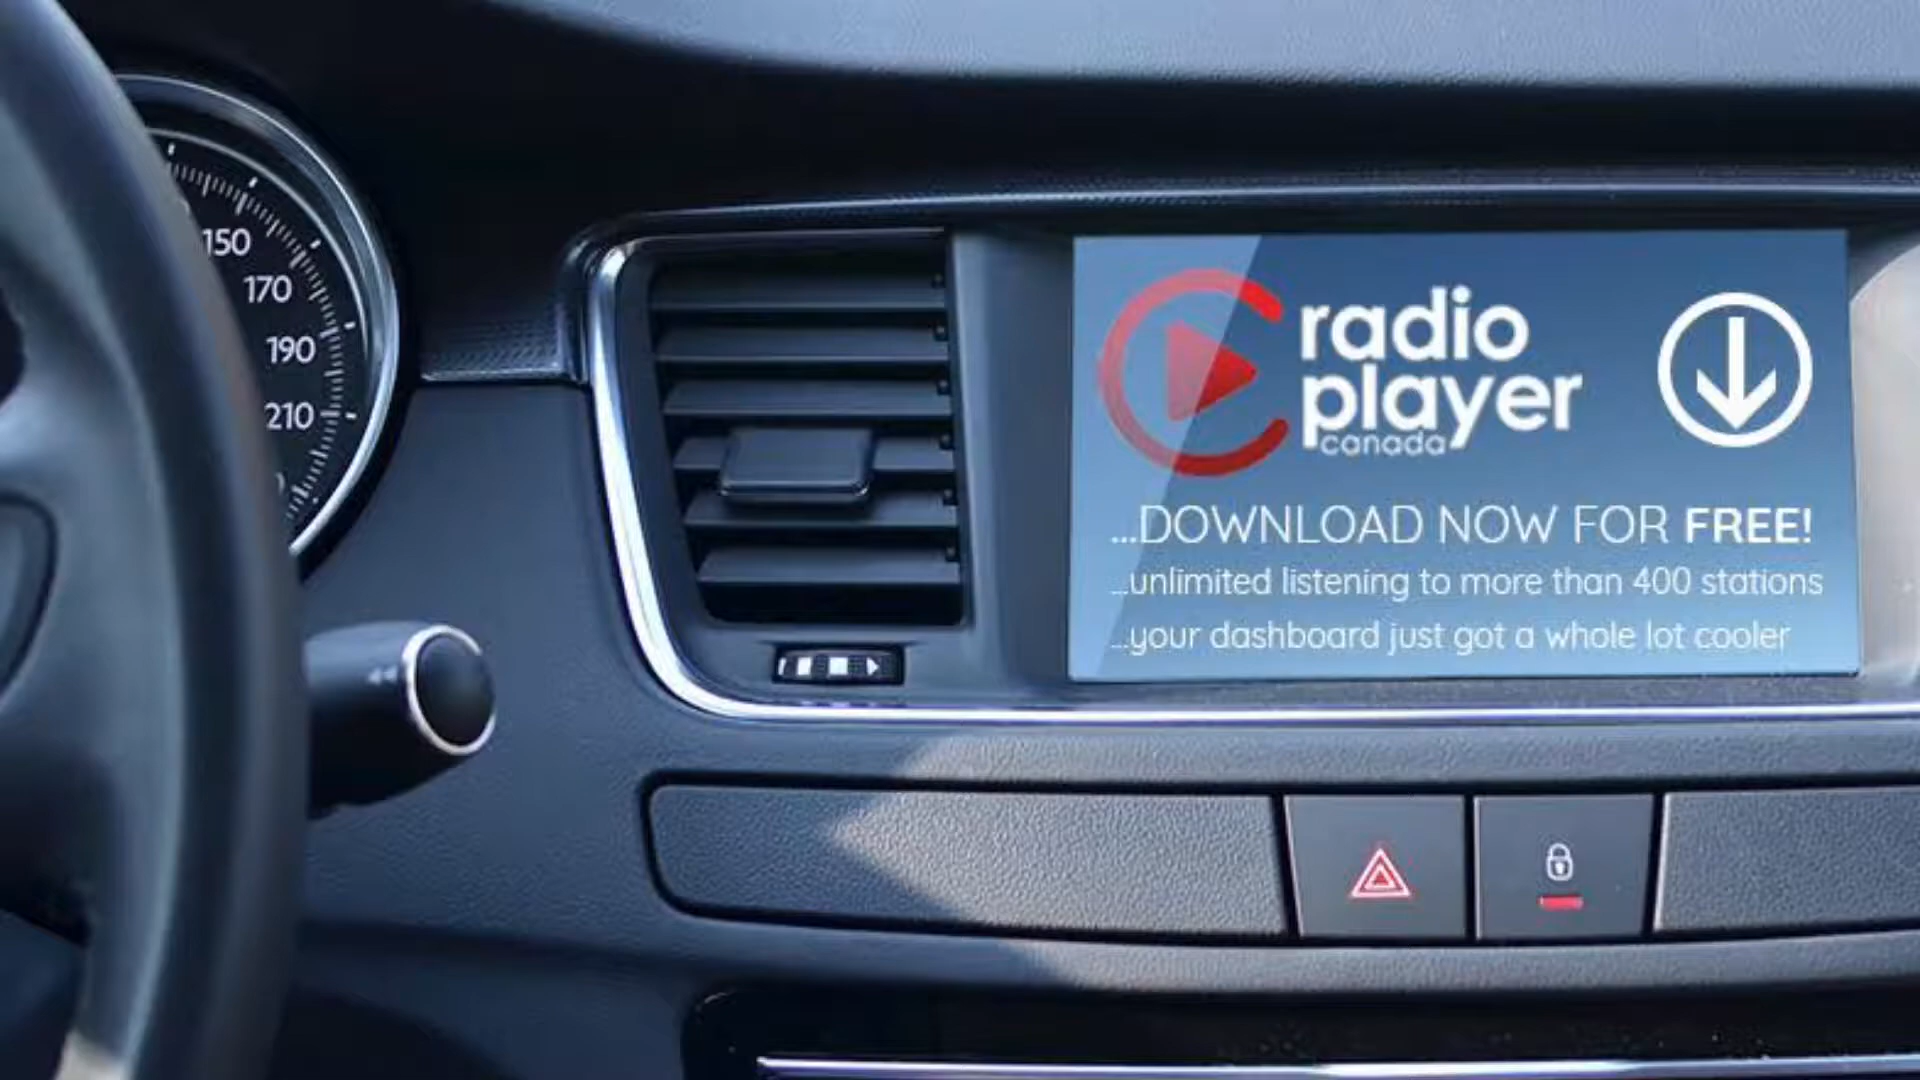 150
170
190
210
radio
player
canada
...DOWNLOAD NOW FOR FREE!
...unlimited listening to more than 400 stations
...your dashboard just got a whole lot cooler